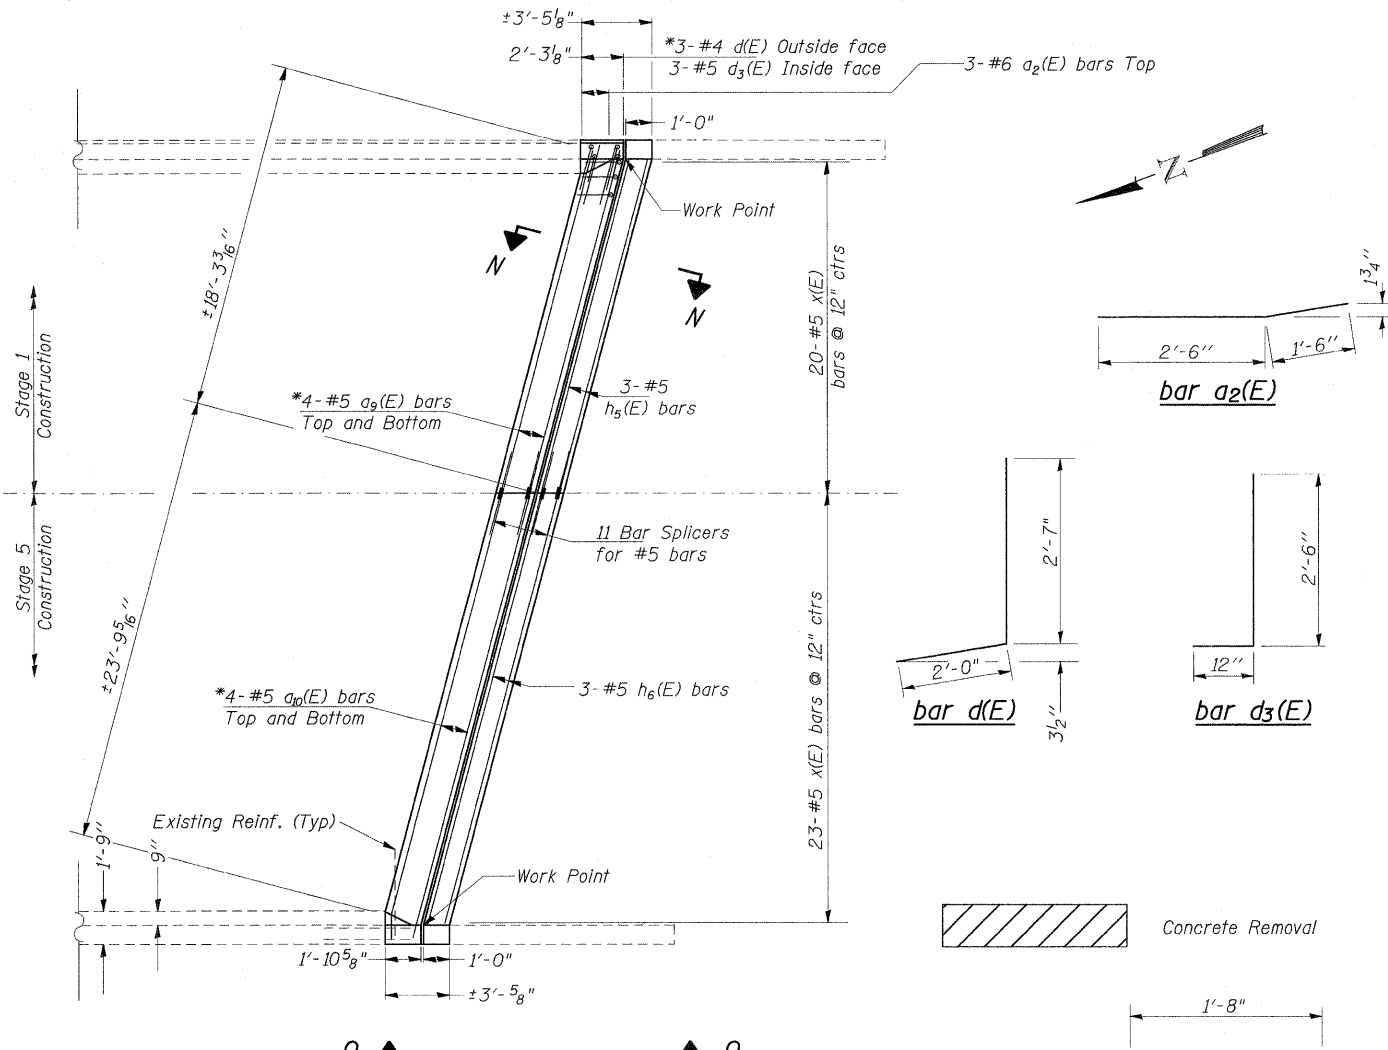 ±3'-5⅛"
2'-3⅛"
*3-#4 d(E) Outside face
3-#5 d₃(E) Inside face
3-#6 a₂(E) bars Top
1'-0"
Work Point
N
N
N
±18'-3 3/16"
20-#5 x(E)
bars @ 12" ctrs
1¾"
2'-6"
1'-6"
bar a2(E)
Stage 1
Construction
*4-#5 a₉(E) bars
Top and Bottom
3-#5
h₅(E) bars
Stage 5
Construction
11 Bar Splicers
for #5 bars
2'-7"
2'-6"
±23'-9 5/16"
*4-#5 a₁₀(E) bars
Top and Bottom
3-#5 h₆(E) bars
23-#5 x(E) bars @ 12" ctrs
2'-0"
3½"
bar d(E)
12"
bar d3(E)
Existing Reinf. (Typ)
1'-9"
9"
Work Point
Concrete Removal
1'-10⅝"
1'-0"
±3'-⅝"
1'-8"